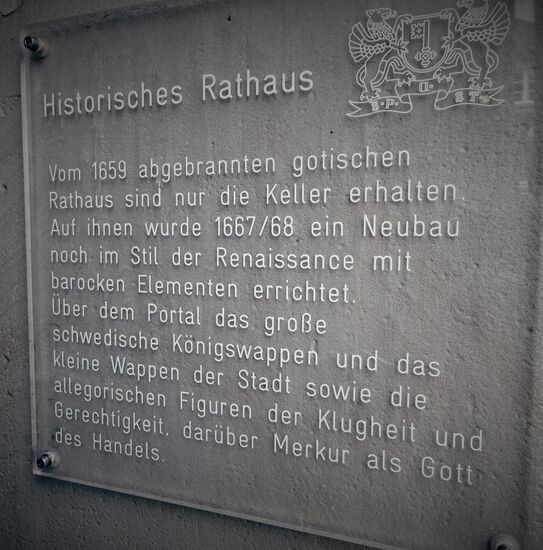 Historisches Rathaus
Vom 1659 abgebrannten gotischen
Rathaus sind nur die Keller erhalten.
Auf ihnen wurde 1667/68 ein Neubau
noch im Stil der Renaissance mit
barocken Elementen errichtet.
Über dem Portal das große
schwedische Königswappen und das
kleine Wappen der Stadt sowie die
allegorischen Figuren der Klugheit und
Gerechtigkeit, darüber Merkur als Gott
des Handels.